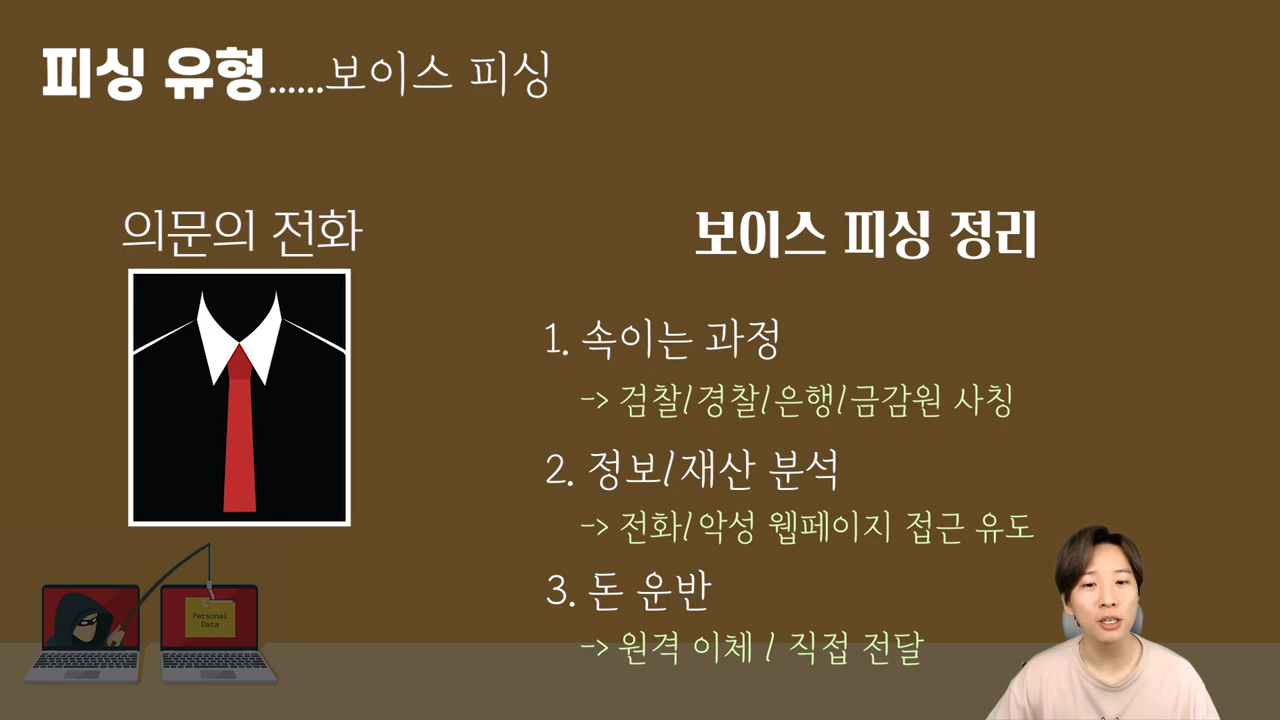 피싱 유형......보이스 피싱
의문의 전화
Personal
Data
보이스 피싱 정리
1. 속이는 과정
-> 검찰/경찰/은행/금감원 사칭
2. 정보/재산 분석
-> 전화/악성 웹페이지 접근 유도
3. 돈 운반
-> 원격 이체 / 직접 전달